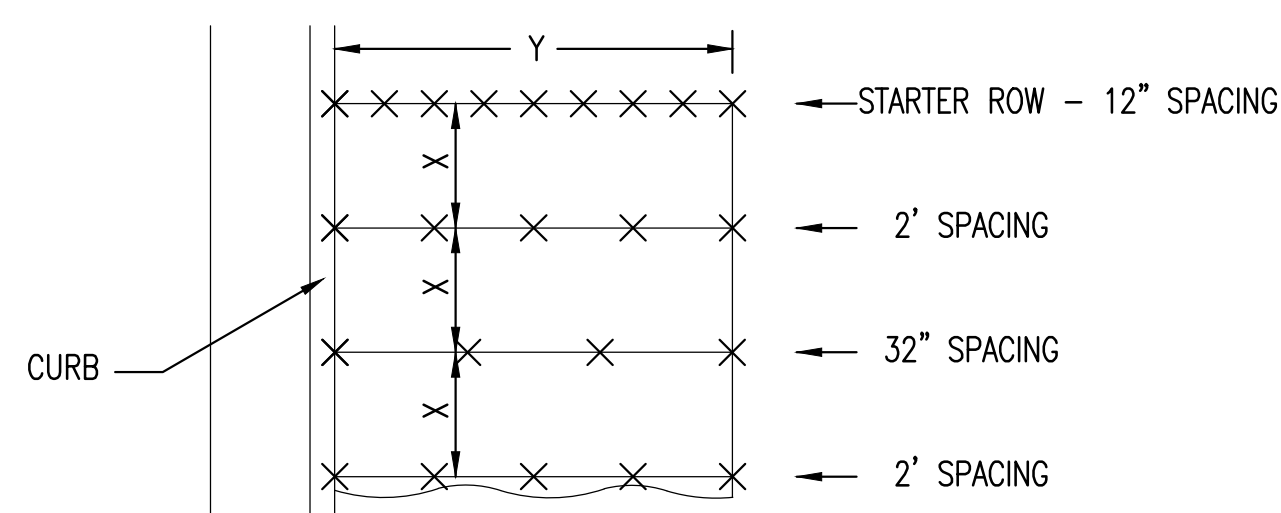 Y
STARTER ROW - 12" SPACING
X
2' SPACING
X
32" SPACING
CURB
X
2' SPACING